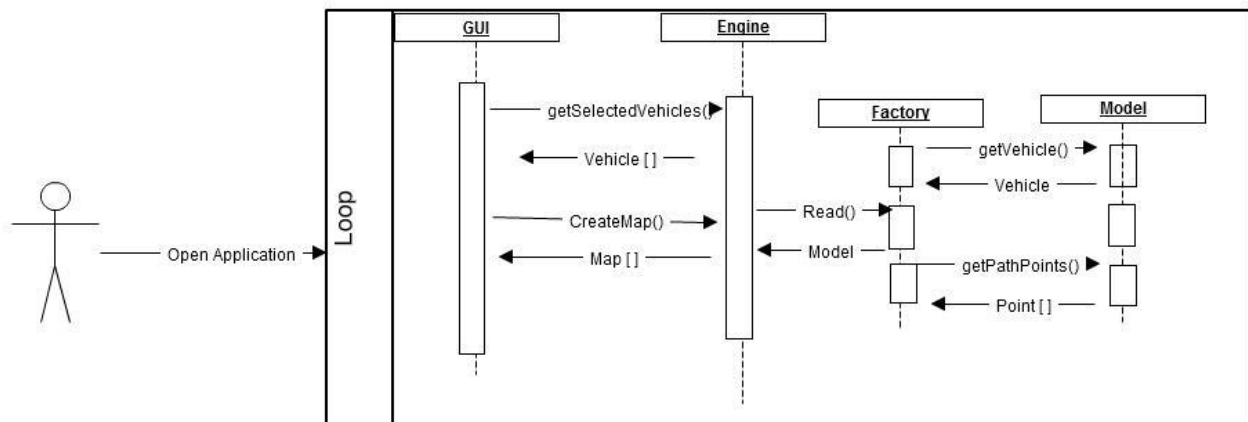 GUI
Engine
getSelectedVehicles()
Factory
Model
getVehicle()
Vehicle [ ]
Vehicle
Loop
Read()
CreateMap()
Open Application
Model
Map [ ]
getPathPoints()
Point [ ]